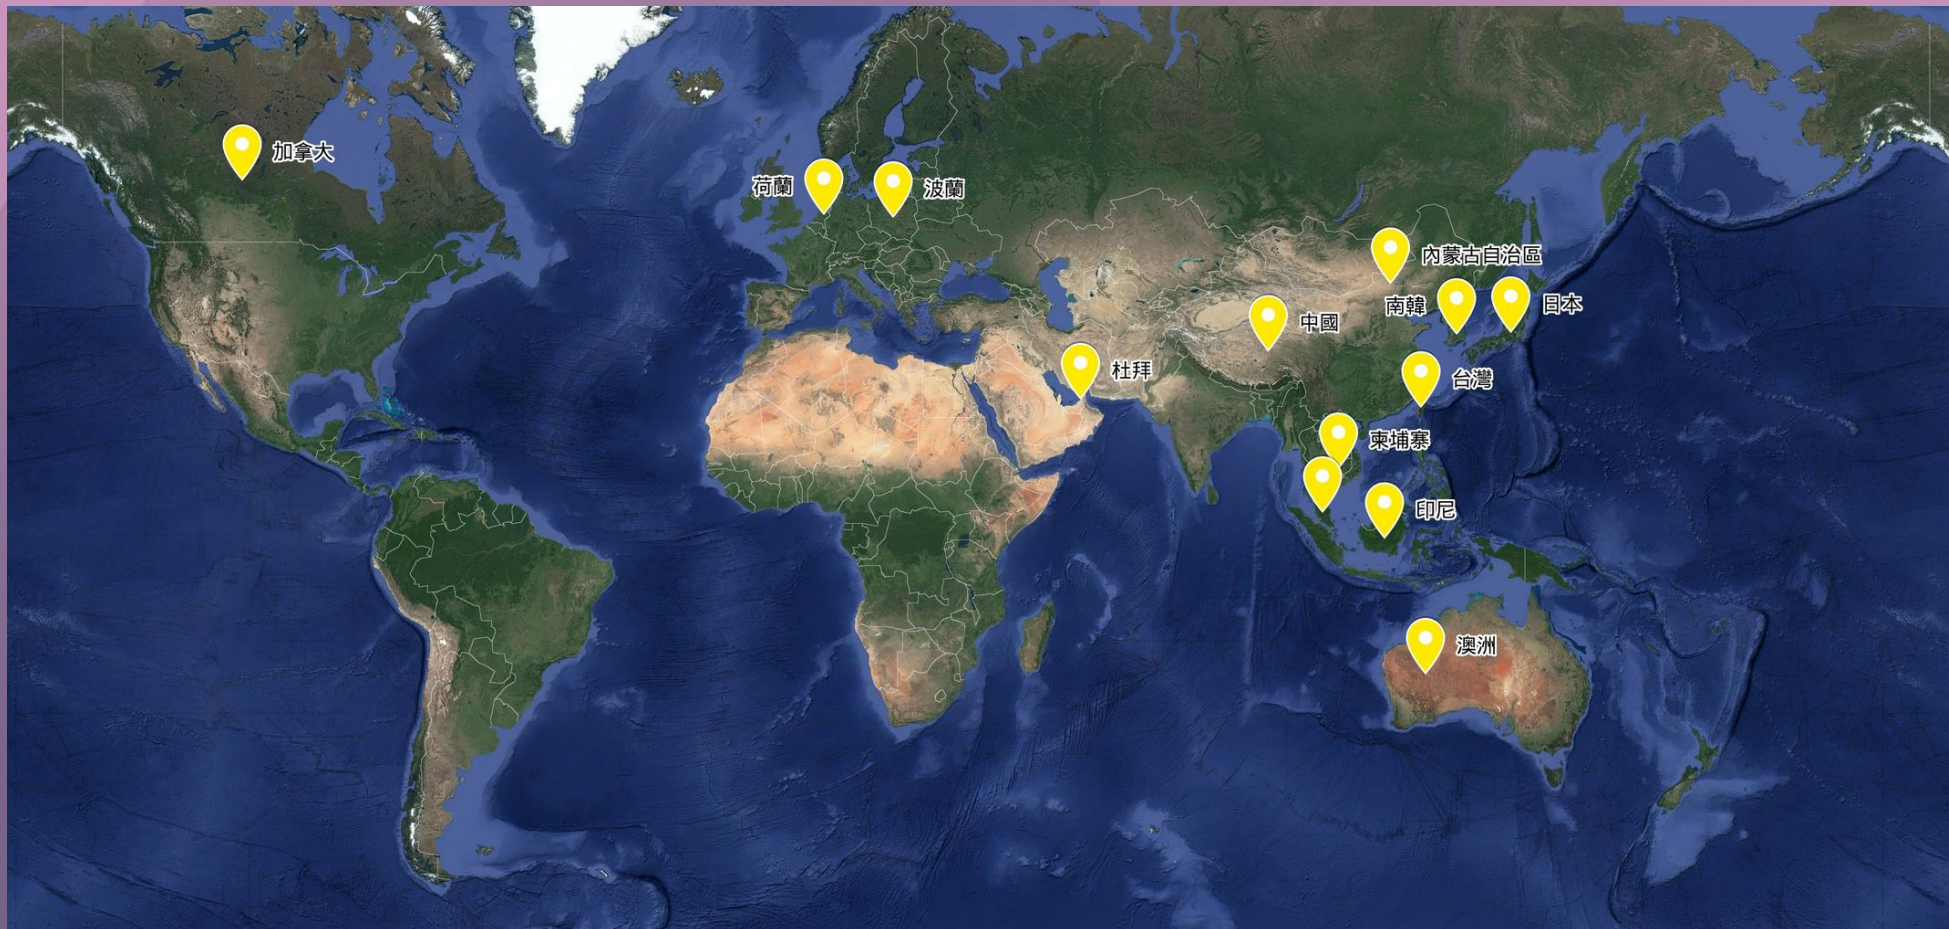 加拿大
荷蘭
波蘭
內蒙古自治區
南韓
日本
中國
杜拜
台灣
柬埔寨
印尼
澳洲